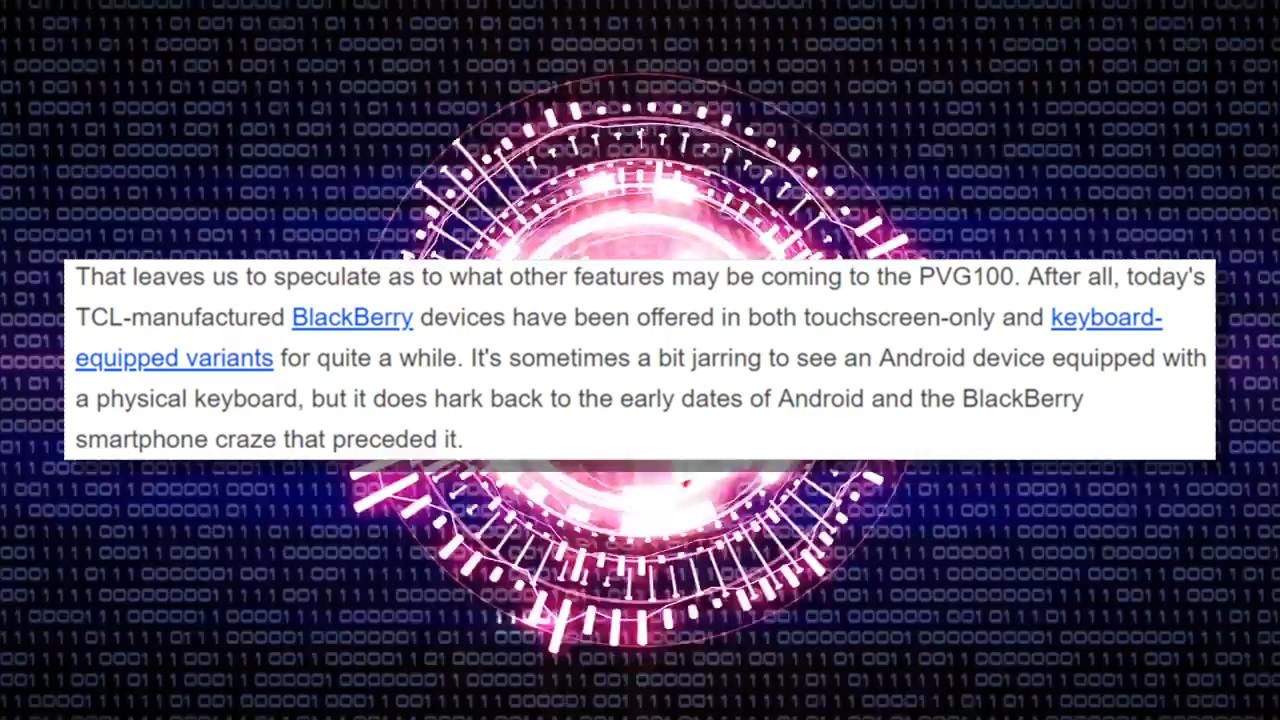 That leaves us to speculate as to what other features may be coming to the PVG100. After all, today's
TCL-manufactured BlackBerry devices have been offered in both touchscreen-only and keyboard-
equipped variants for quite a while. It's sometimes a bit jarring to see an Android device equipped with
a physical keyboard, but it does hark back to the early dates of Android and the BlackBerry
smartphone craze that preceded it.